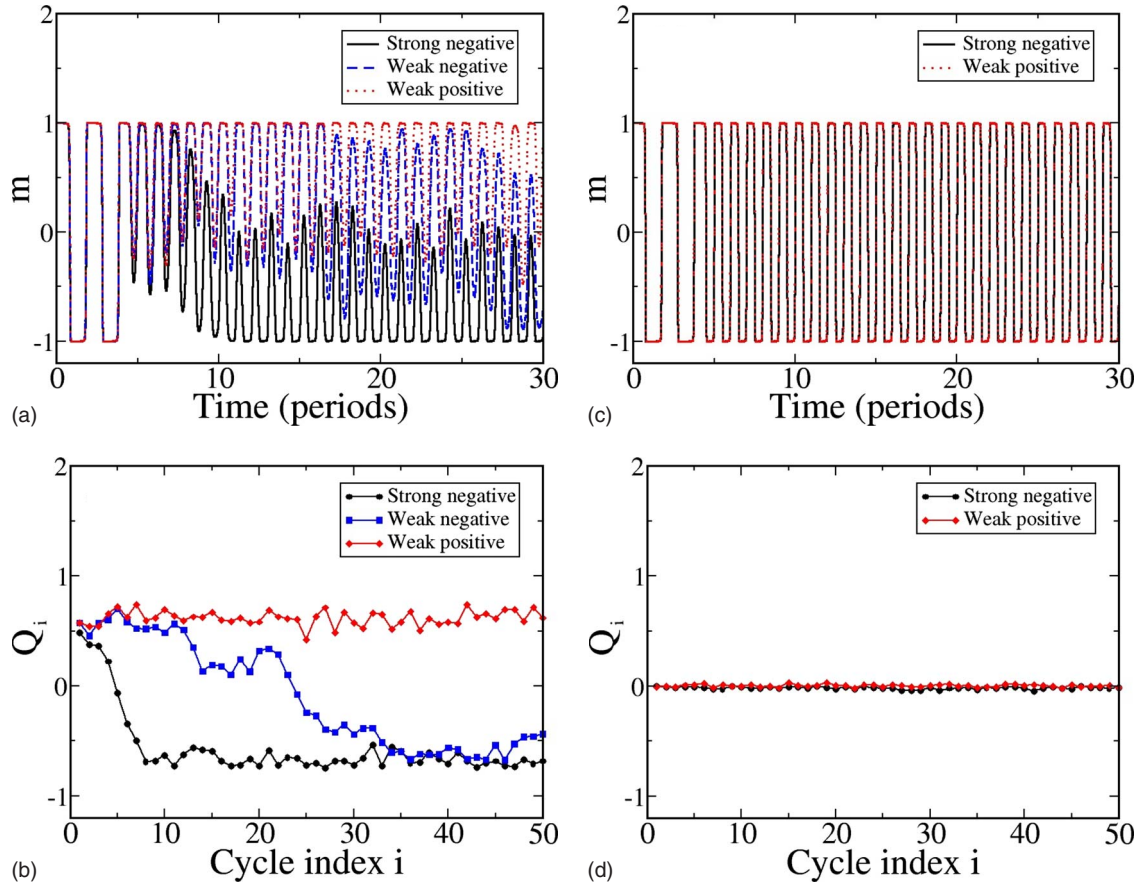 2
1
0
-1
m
Strong negative
Weak negative
Weak positive
0
10
20
30
Time (periods)
(a)
2
1
0
-1
m
Strong negative
Weak positive
0
10
20
30
Time (periods)
(c)
2
1
0
-1
Q i
Strong negative
Weak negative
Weak positive
0
10
20
30
40
50
Cycle index i
(b)
2
1
0
-1
Q i
Strong negative
Weak positive
0
10
20
30
40
50
Cycle index i
(d)